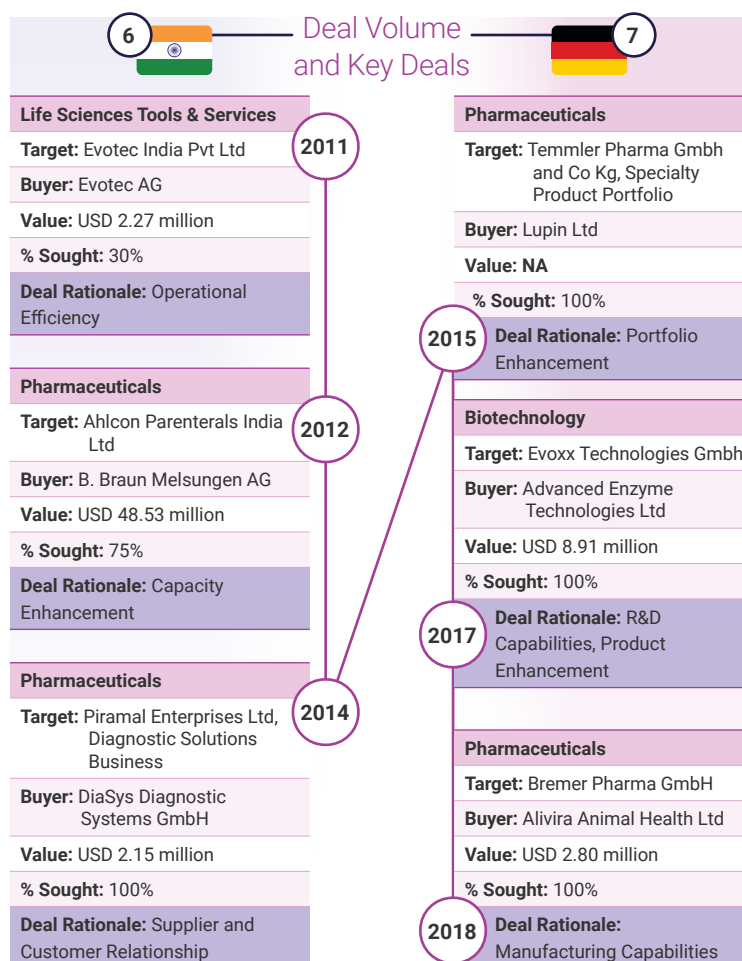 6
Deal Volume
and Key Deals
7
Life Sciences Tools & Services
Target: Evotec India Pvt Ltd
Buyer: Evotec AG
Value: USD 2.27 million
% Sought: 30%
Deal Rationale: Operational
Efficiency
2011
Pharmaceuticals
Target: Ahlcon Parenterals India
Ltd
Buyer: B. Braun Melsungen AG
Value: USD 48.53 million
% Sought: 75%
Deal Rationale: Capacity
Enhancement
2012
Pharmaceuticals
Target: Piramal Enterprises Ltd,
Diagnostic Solutions
Business
Buyer: DiaSys Diagnostic
Systems GmbH
Value: USD 2.15 million
% Sought: 100%
Deal Rationale: Supplier and
Customer Relationship
2014
Pharmaceuticals
Target: Temmler Pharma Gmbh
and Co Kg, Specialty
Product Portfolio
Buyer: Lupin Ltd
Value: NA
% Sought: 100%
2015
Deal Rationale: Portfolio
Enhancement
Biotechnology
Target: Evoxx Technologies Gmbh
Buyer: Advanced Enzyme
Technologies Ltd
Value: USD 8.91 million
% Sought: 100%
2017
Deal Rationale: R&D
Capabilities, Product
Enhancement
Pharmaceuticals
Target: Bremer Pharma GmbH
Buyer: Alivira Animal Health Ltd
Value: USD 2.80 million
% Sought: 100%
2018
Deal Rationale:
Manufacturing Capabilities